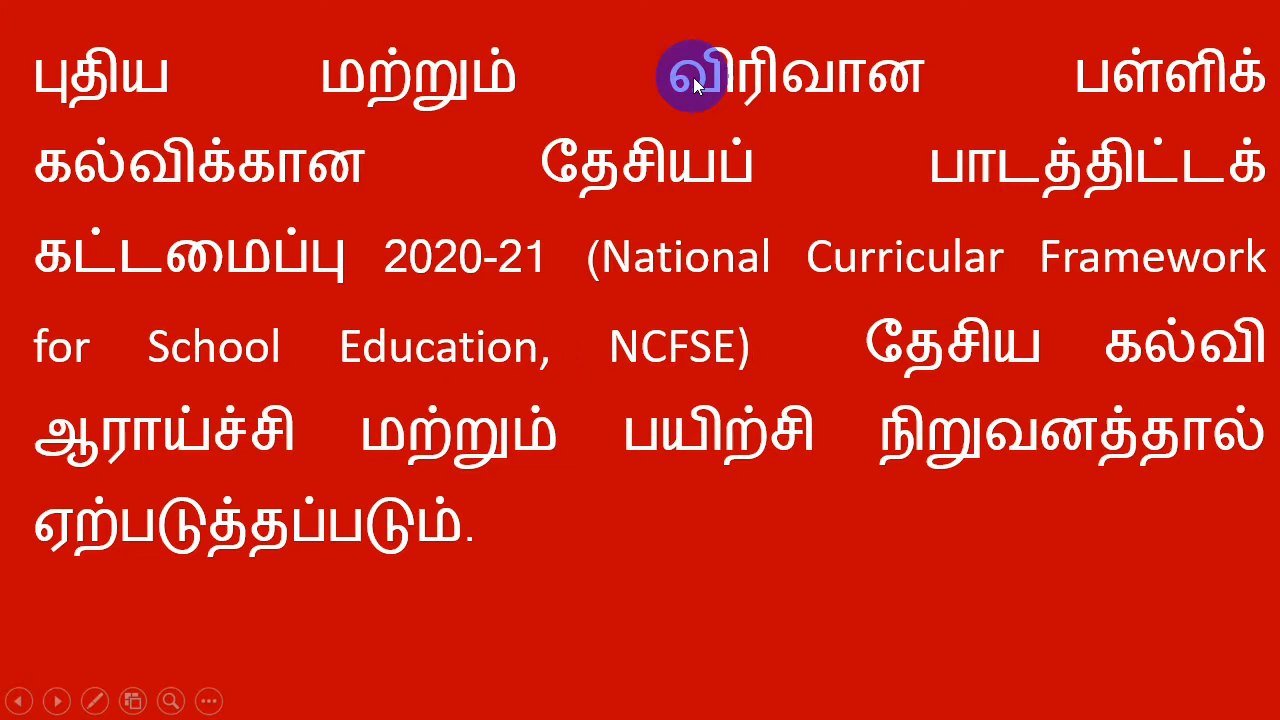 புதிய மற்றும் விரிவான பள்ளிக்
கல்விக்கான தேசியப் பாடத்திட்டக்
கட்டமைப்பு 2020-21 (National Curricular Framework
for School Education, NCFSE) தேசிய கல்வி
ஆராய்ச்சி மற்றும் பயிற்சி நிறுவனத்தால்
ஏற்படுத்தப்படும்.